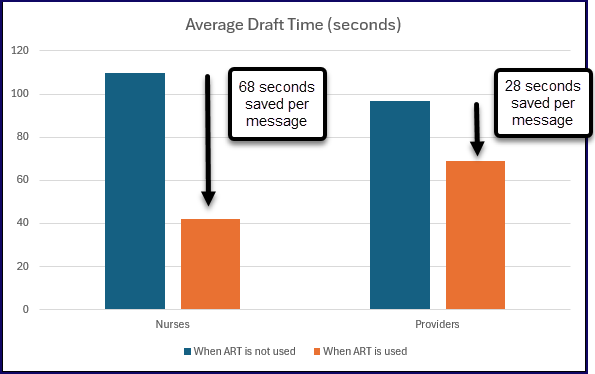 Average Draft Time (seconds)
120
100
80
60
40
20
0
68 seconds
saved per
message
28 seconds
saved per
message
Nurses
Providers
When ART is not used
When ART is used